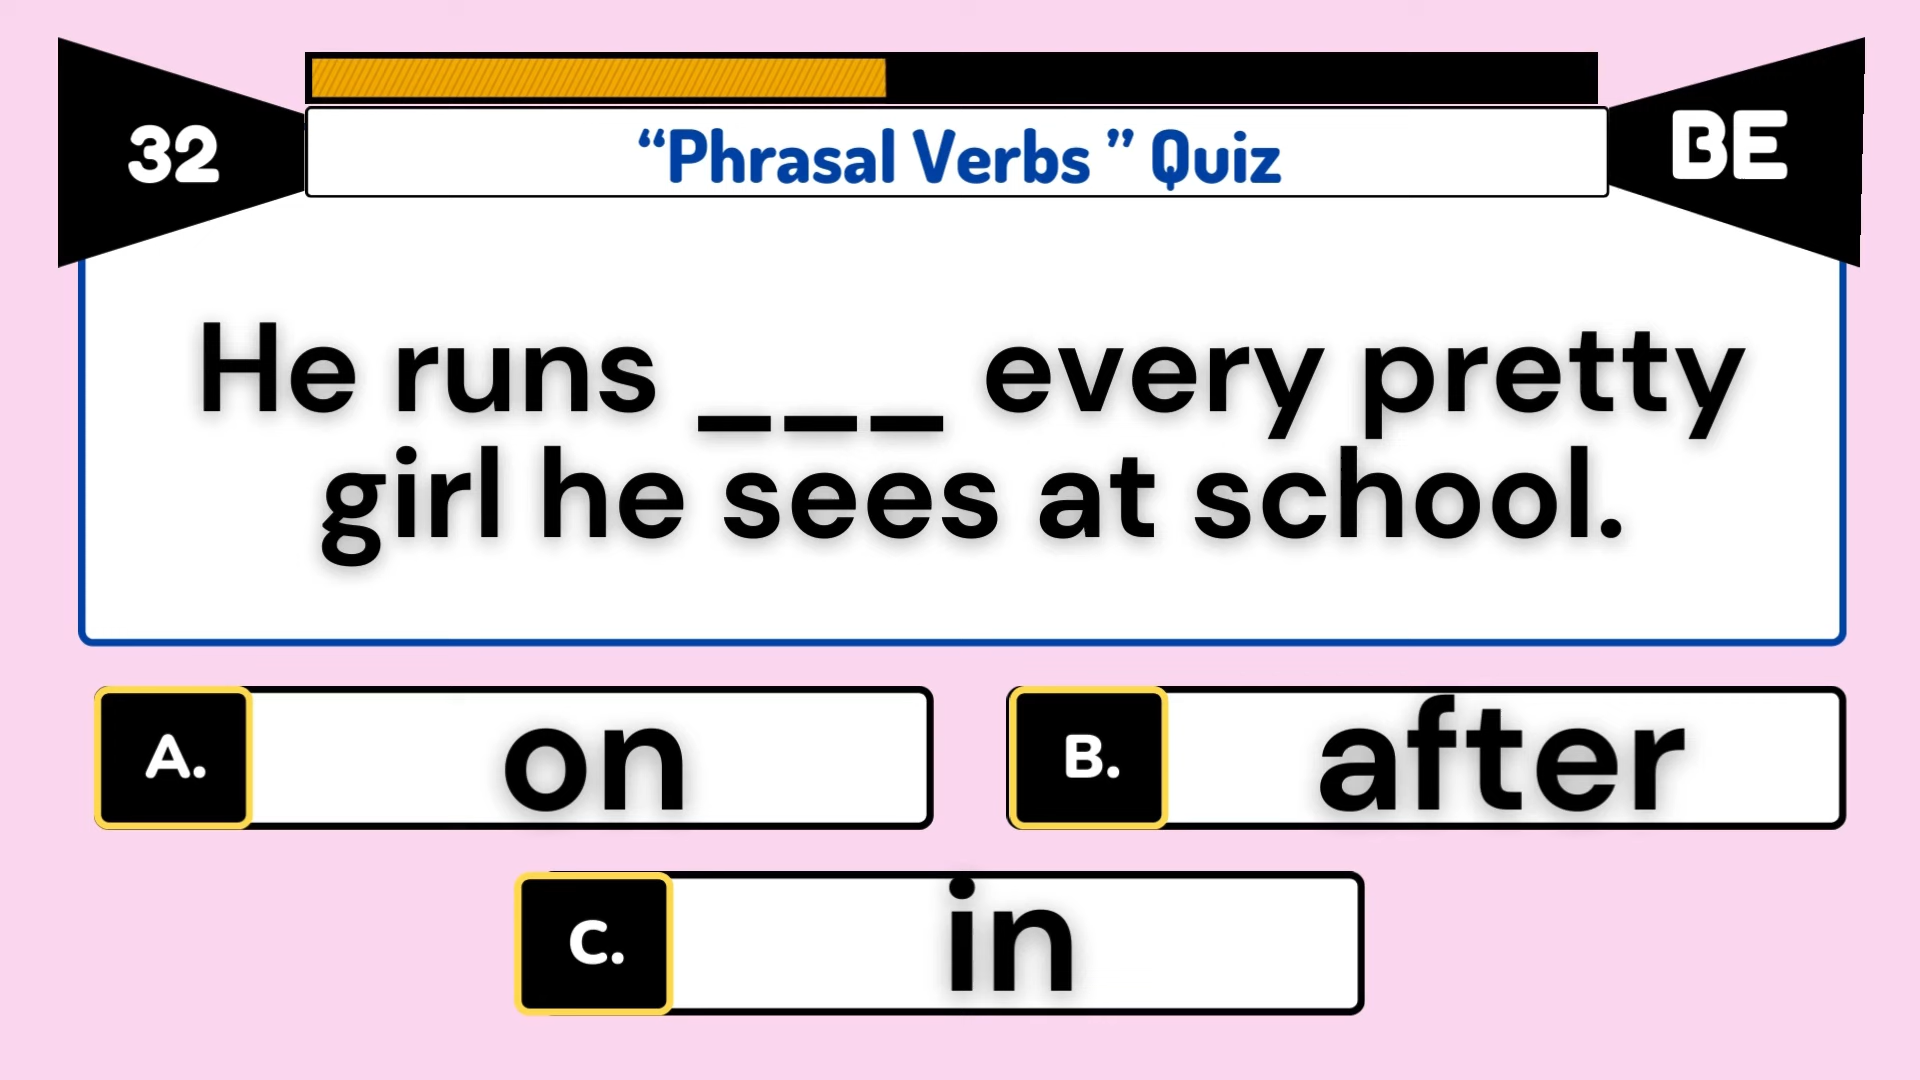 32
“Phrasal Verbs ” Quiz
BE
He runs ___ every pretty
girl he sees at school.
A.
on
B.
after
C.
in